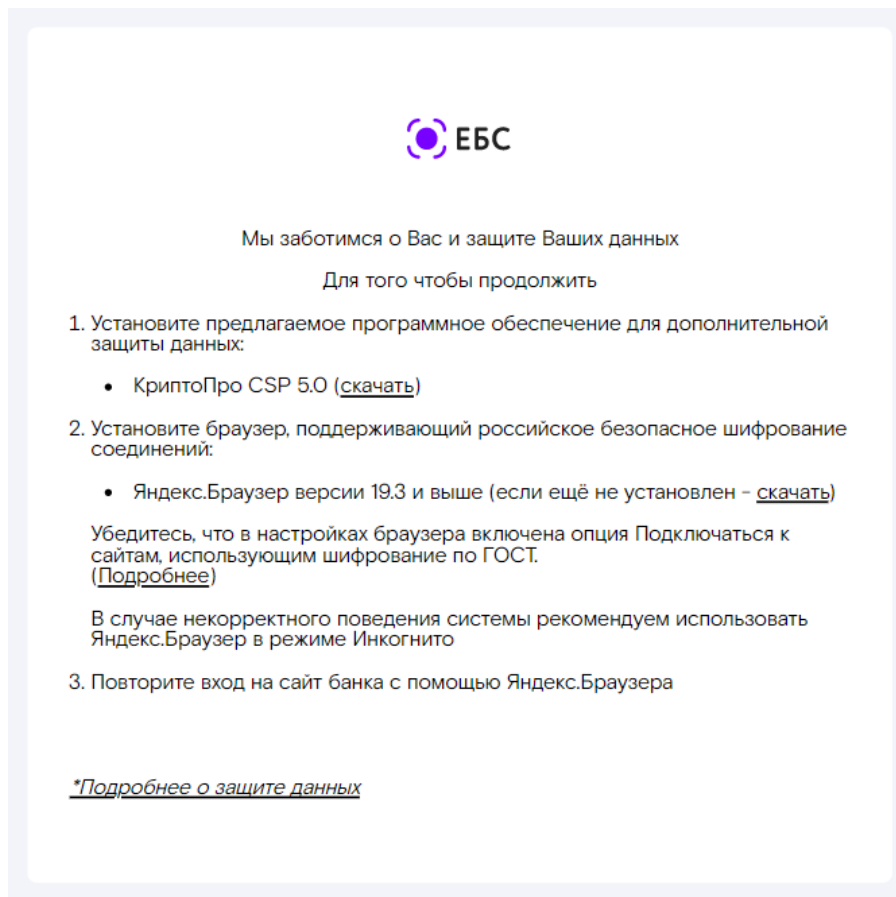 ЕБС
Мы заботимся о Вас и защите Ваших данных
Для того чтобы продолжить
1. Установите предлагаемое программное обеспечение для дополнительной
защиты данных:
• КриптоПро CSP 5.0 (скачать)
2. Установите браузер, поддерживающий российское безопасное шифрование
соединений:
• Яндекс.Браузер версии 19.3 и выше (если ещё не установлен - скачать)
Убедитесь, что в настройках браузера включена опция Подключаться к
сайтам, использующим шифрование по ГОСТ.
(Подробнее)
В случае некорректного поведения системы рекомендуем использовать
Яндекс.Браузер в режиме Инкогнито
3. Повторите вход на сайт банка с помощью Яндекс.Браузера
*Подробнее о защите данных